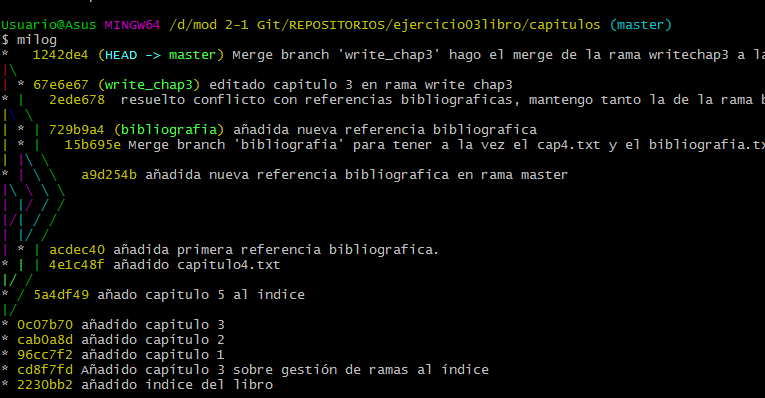 Usuario@Asus MINGW64 /d/mod 2-1 Git/REPOSITORIOS/ejercicio03libro/capitulos (master)
$ milog
*   1242de4 (HEAD -> master) Merge branch 'write_chap3' hago el merge de la rama writechap3 a la
|\
| * 67e6e67 (write_chap3) editado capitulo 3 en rama write chap3
* |   2ede678  resuelto conflicto con referencias bibliograficas, mantengo tanto la de la rama b
|\ \
| * | 729b9a4 (bibliografia) añadida nueva referencia bibliografica
| * |   15b695e Merge branch 'bibliografia' para tener a la vez el cap4.txt y el bibliografia.tx
| |\ \
* | \ \   a9d254b añadida nueva referencia bibliografica en rama master
|\ \ \ \
| |/ / /
|/| / /
| |/ /
| * | acdec40 añadida primera referencia bibliografica.
* | | 4e1c48f añadido capitulo4.txt
|/ /
* / 5a4df49 añado capitulo 5 al indice
|/
* 0c07b70 añadido capitulo 3
* cab0a8d añadido capítulo 2
* 96cc7f2 añadido capitulo 1
* cd8f7fd Añadido capítulo 3 sobre gestión de ramas al índice
* 2230bb2 añadido indice del libro